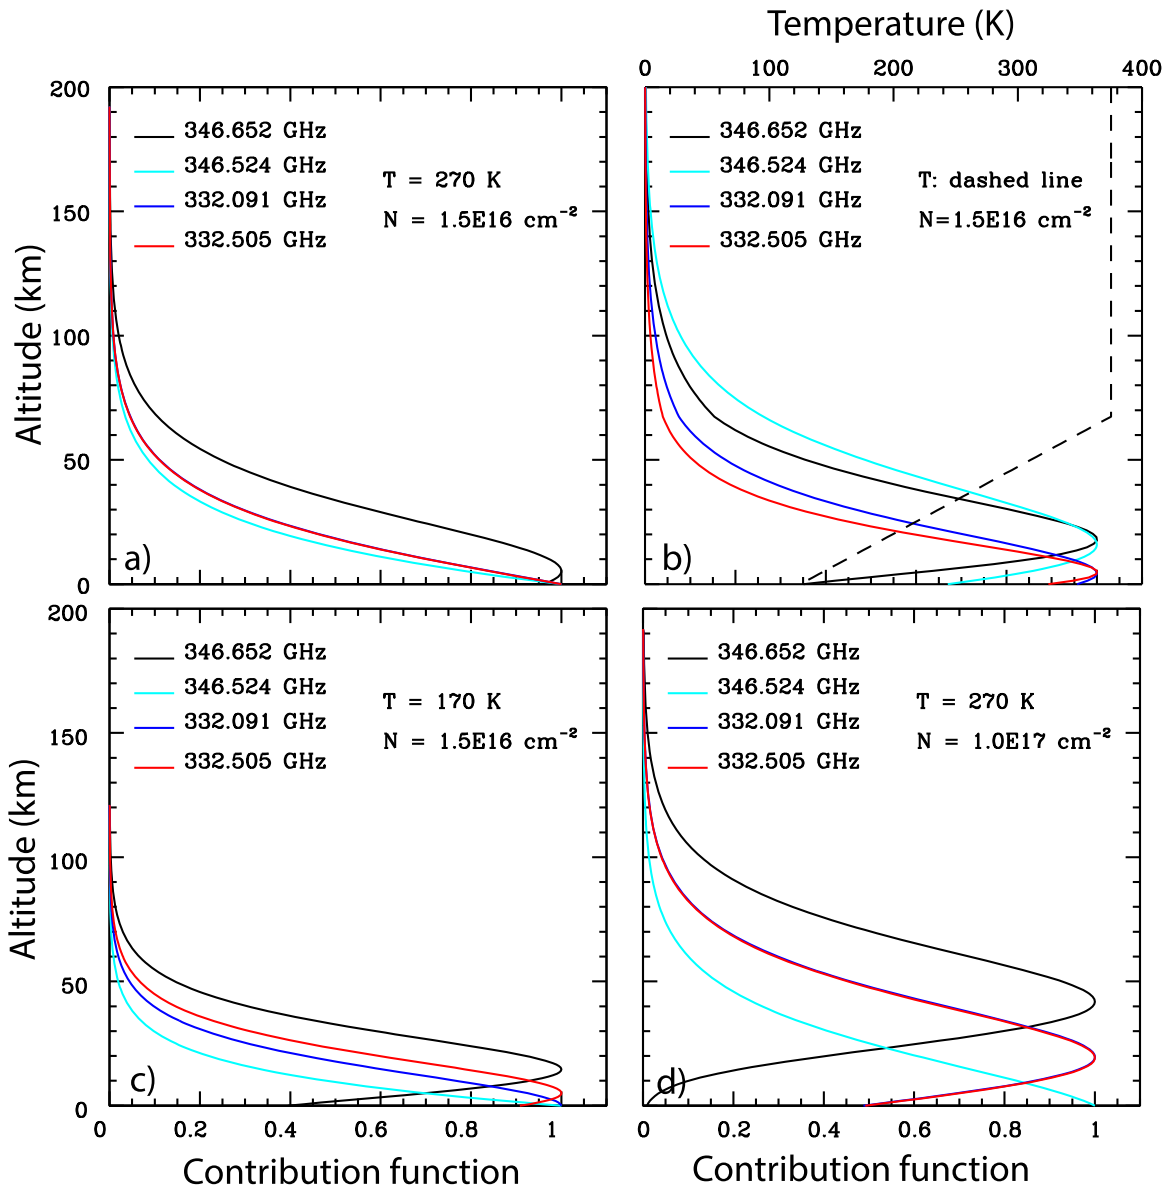 Temperature (K)
0 100 200 300 400
200
150
100
50
0
Altitude (km)
346.652 GHz
346.524 GHz
332.091 GHz
332.505 GHz
T = 270 K
N = 1.5E16 cm⁻²
a)
346.652 GHz
346.524 GHz
332.091 GHz
332.505 GHz
T: dashed line
N=1.5E16 cm⁻²
b)
200
150
100
50
0
Altitude (km)
346.652 GHz
346.524 GHz
332.091 GHz
332.505 GHz
T = 170 K
N = 1.5E16 cm⁻²
c)
0 0.2 0.4 0.6 0.8 1
Contribution function
346.652 GHz
346.524 GHz
332.091 GHz
332.505 GHz
T = 270 K
N = 1.0E17 cm⁻²
d)
0 0.2 0.4 0.6 0.8 1
Contribution function